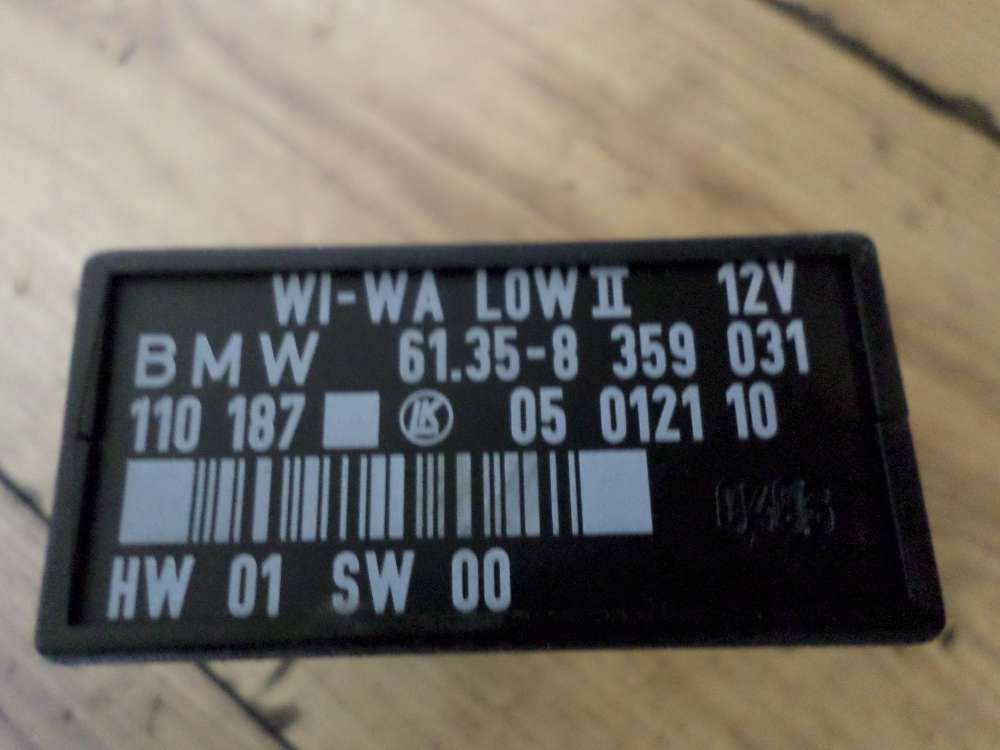 WI-WA LOW II 12V
BMW 61.35-8 359 031
110 187 LK 05 0121 10
HW 01 SW 00